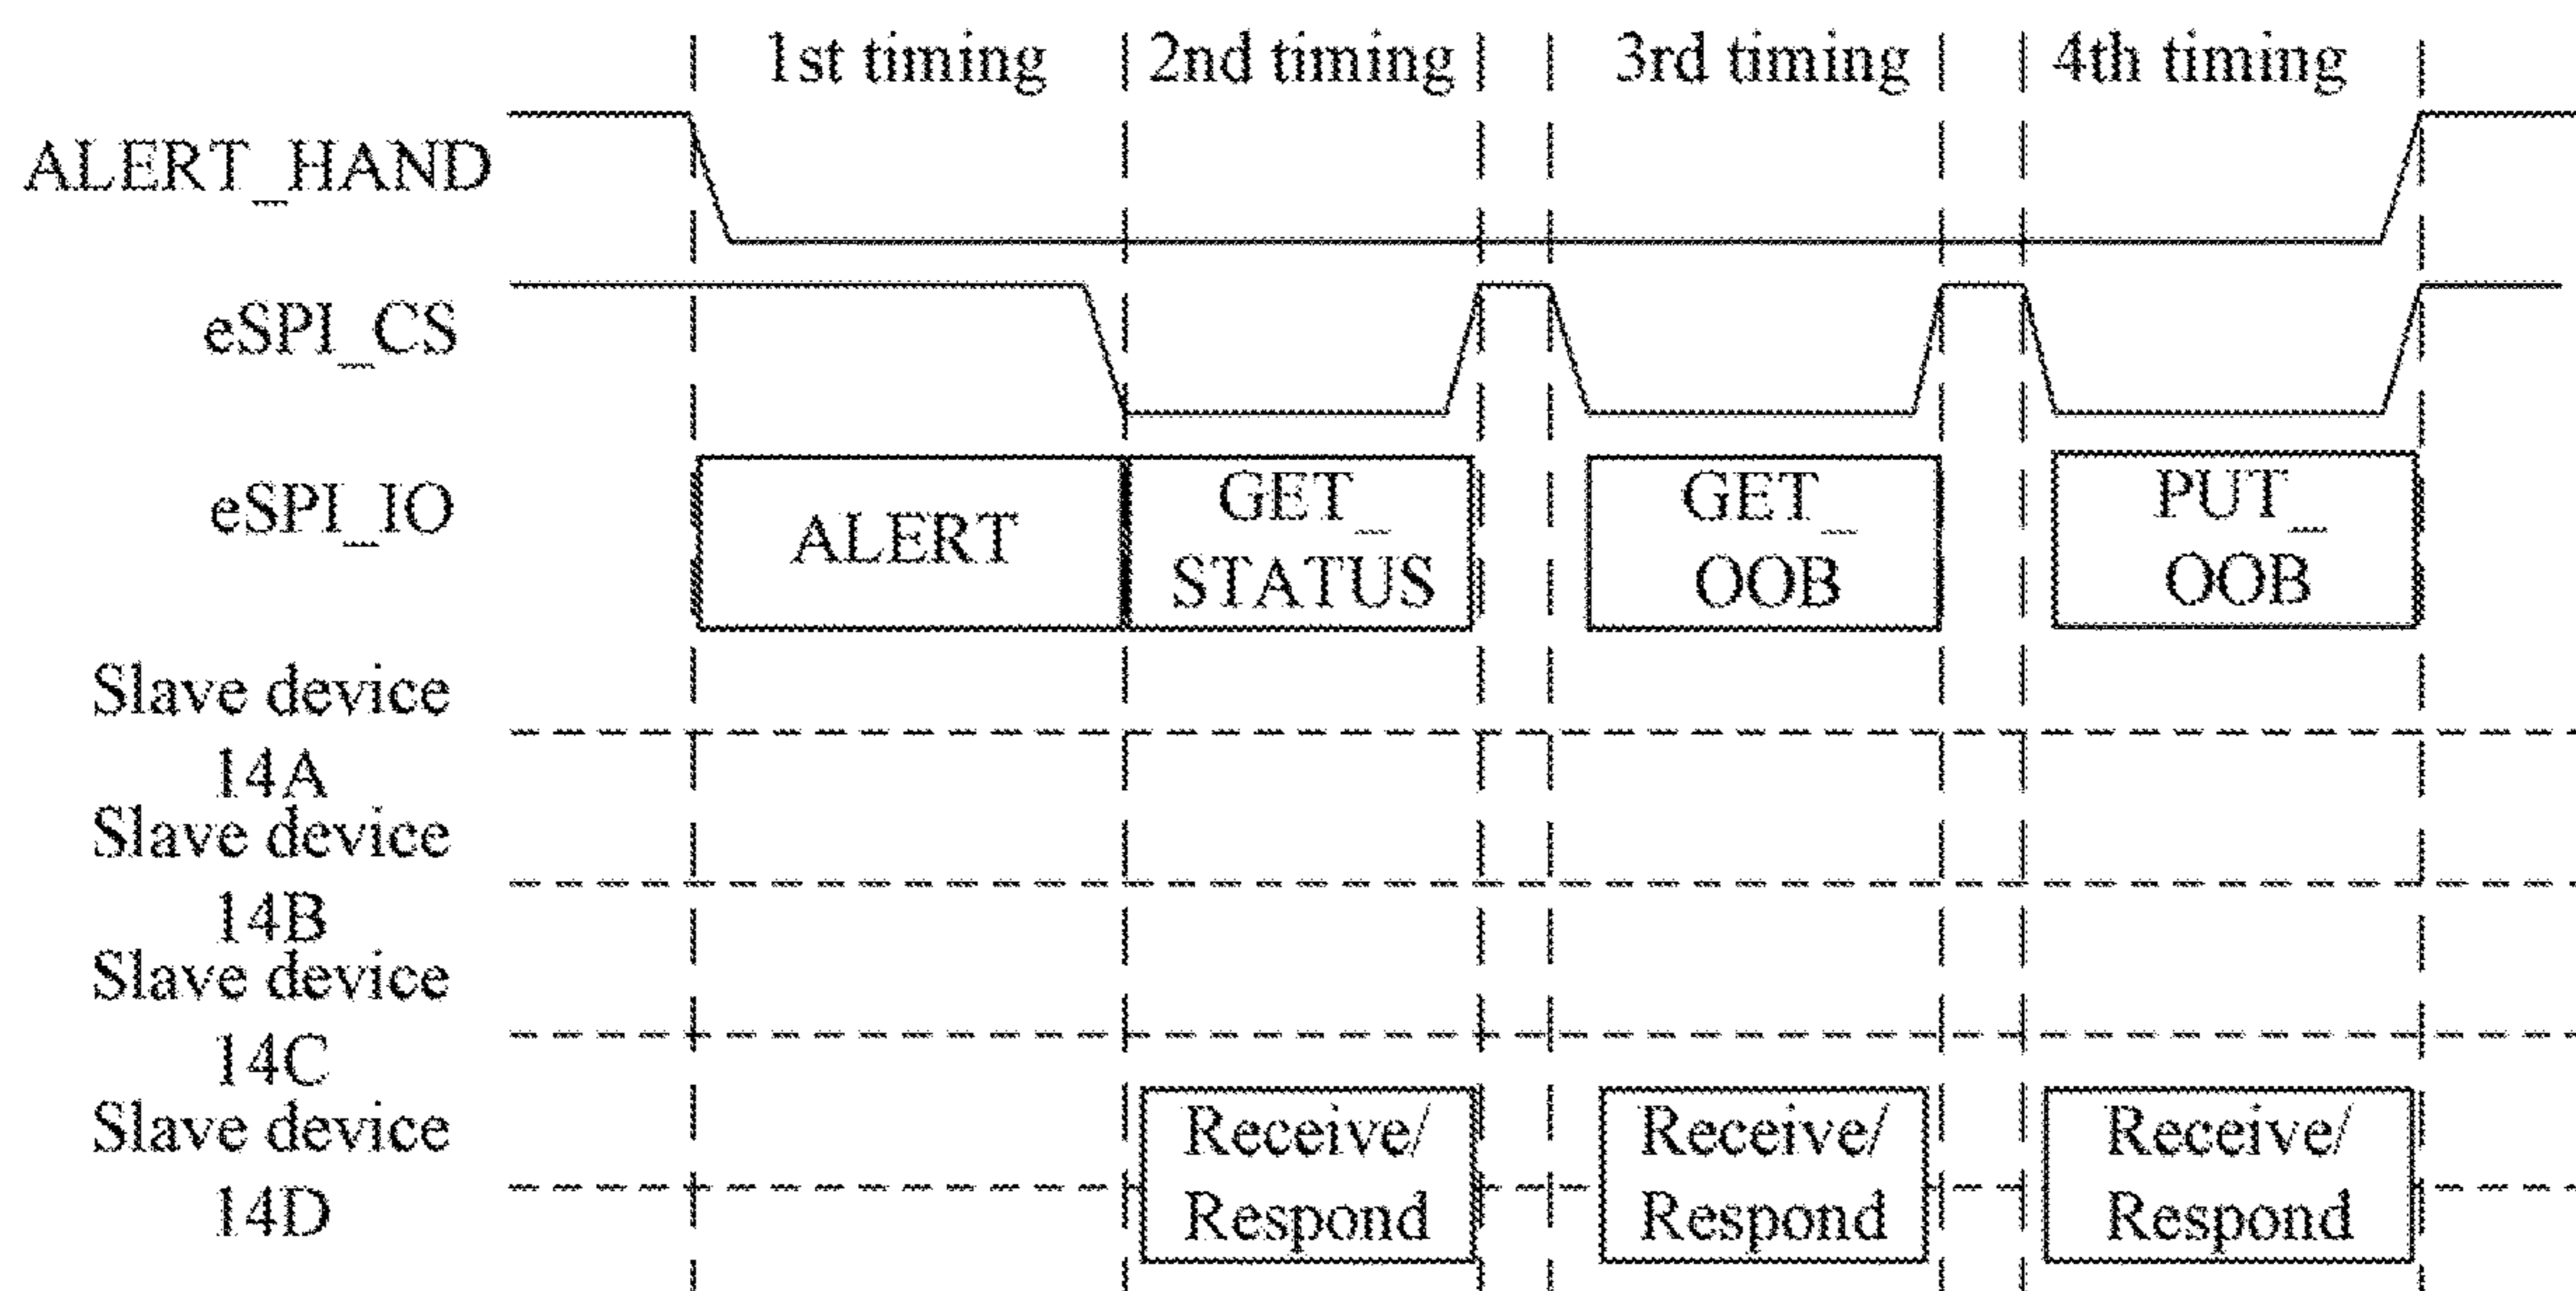 1st timing 2nd timing 3rd timing 4th timing
ALERT_HAND
eSPI_CS
eSPI_IO
ALERT
GET_
STATUS
GET_
OOB
PUT_
OOB
Slave device
14A
Slave device
14B
Slave device
14C
Slave device
14D
Receive/
Respond
Receive/
Respond
Receive/
Respond